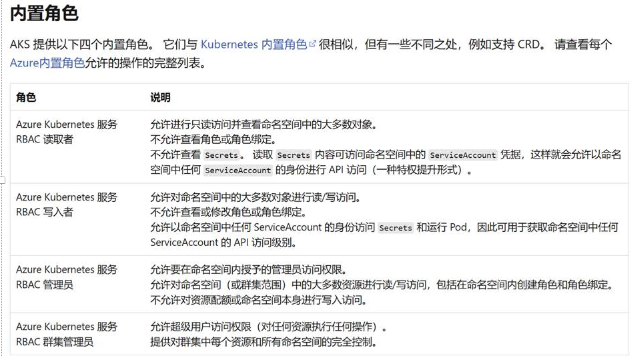 内置角色
AKS 提供以下四个内置角色。 它们与 Kubernetes 内置角色 很相似，但有一些不同之处，例如支持 CRD。 请查看每个
Azure内置角色允许的操作的完整列表。
角色 说明
Azure Kubernetes 服务
RBAC 读取者
允许进行只读访问并查看命名空间中的大多数对象。
不允许查看角色或角色绑定。
不允许查看 Secrets。 读取 Secrets 内容可访问命名空间中的 ServiceAccount 凭据，这样就会允许以命名
空间中任何 ServiceAccount 的身份进行 API 访问（一种特权提升形式）。
Azure Kubernetes 服务
RBAC 写入者
允许对命名空间中的大多数对象进行读/写访问。
不允许查看或修改角色或角色绑定。
允许以命名空间中任何 ServiceAccount 的身份访问 Secrets 和运行 Pod，因此可用于获取命名空间中任何
ServiceAccount 的 API 访问级别。
Azure Kubernetes 服务
RBAC 管理员
允许要在命名空间内授予的管理员访问权限。
允许对命名空间（或群集范围）中的大多数资源进行读/写访问，包括在命名空间内创建角色和角色绑定。
不允许对资源配额或命名空间本身进行写入访问。
Azure Kubernetes 服务
RBAC 群集管理员
允许超级用户访问权限（对任何资源执行任何操作）。
提供对群集中每个资源和所有命名空间的完全控制。